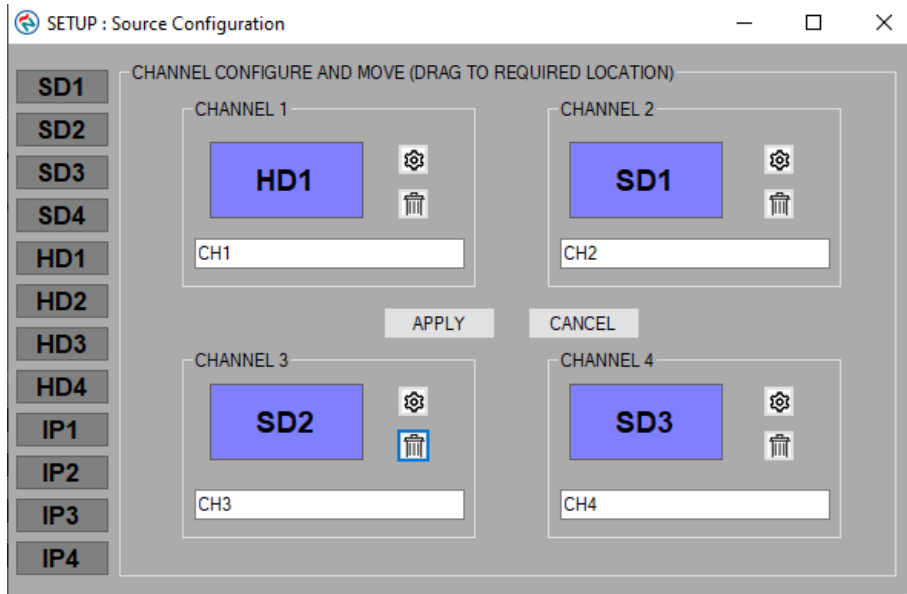 SETUP : Source Configuration
SD1
SD2
SD3
SD4
HD1
HD2
HD3
HD4
IP1
IP2
IP3
IP4
CHANNEL CONFIGURE AND MOVE (DRAG TO REQUIRED LOCATION)
CHANNEL 1
HD1
CH1
CHANNEL 2
SD1
CH2
APPLY
CANCEL
CHANNEL 3
SD2
CH3
CHANNEL 4
SD3
CH4